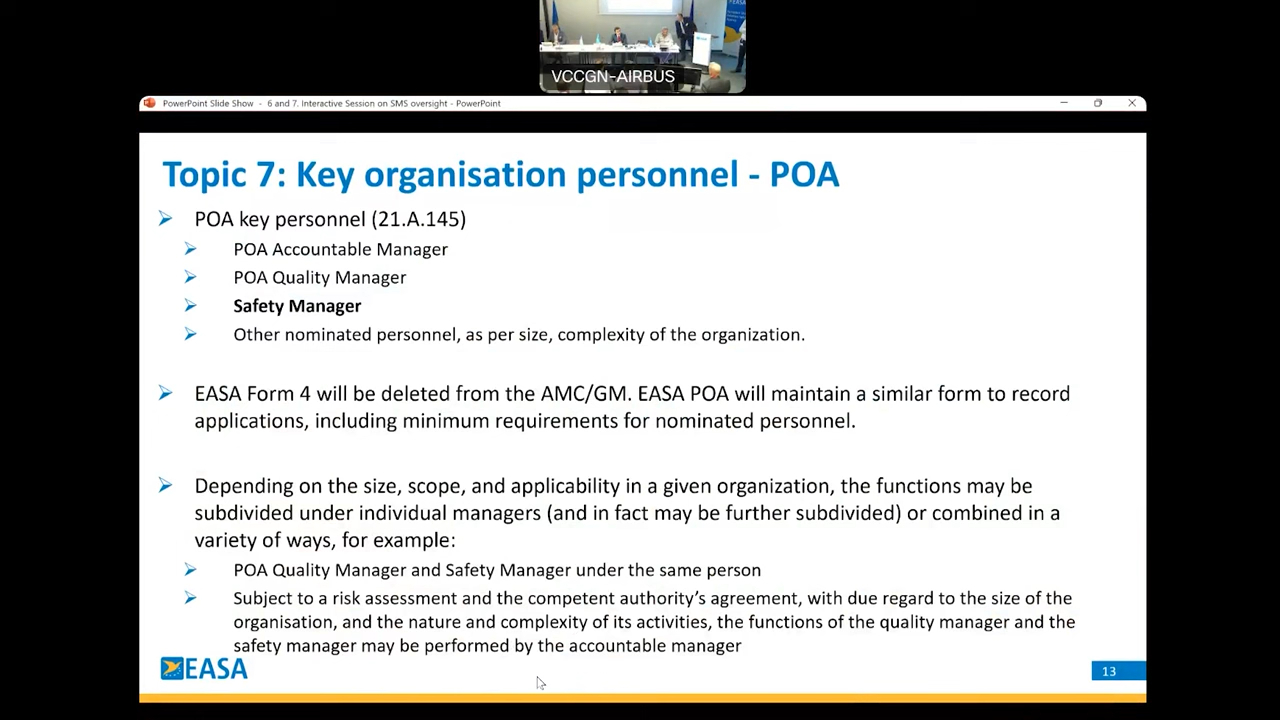 VCCGN-AIRBUS
PowerPoint Slide Show - 6 and 7. Interactive Session on SMS oversight - PowerPoint
Topic 7: Key organisation personnel - POA
POA key personnel (21.A.145)
POA Accountable Manager
POA Quality Manager
Safety Manager
Other nominated personnel, as per size, complexity of the organization.
EASA Form 4 will be deleted from the AMC/GM. EASA POA will maintain a similar form to record
applications, including minimum requirements for nominated personnel.
Depending on the size, scope, and applicability in a given organization, the functions may be
subdivided under individual managers (and in fact may be further subdivided) or combined in a
variety of ways, for example:
POA Quality Manager and Safety Manager under the same person
Subject to a risk assessment and the competent authority's agreement, with due regard to the size of the
organisation, and the nature and complexity of its activities, the functions of the quality manager and the
safety manager may be performed by the accountable manager
EASA
13